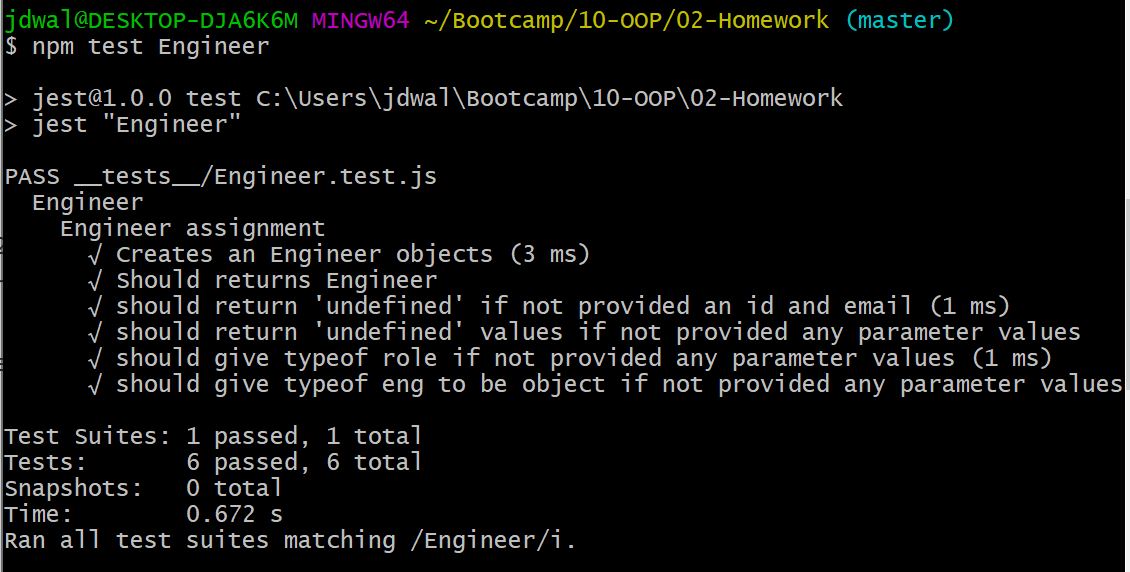 jdwal@DESKTOP-DJA6K6M MINGW64 ~/Bootcamp/10-OOP/02-Homework (master)
$ npm test Engineer
> jest@1.0.0 test C:\Users\jdwal\Bootcamp\10-OOP\02-Homework
> jest "Engineer"
PASS __tests__/Engineer.test.js
Engineer
Engineer assignment
√ Creates an Engineer objects (3 ms)
√ Should returns Engineer
√ should return 'undefined' if not provided an id and email (1 ms)
√ should return 'undefined' values if not provided any parameter values
√ should give typeof role if not provided any parameter values (1 ms)
√ should give typeof eng to be object if not provided any parameter values
Test Suites: 1 passed, 1 total
Tests: 6 passed, 6 total
Snapshots: 0 total
Time: 0.672 s
Ran all test suites matching /Engineer/i.